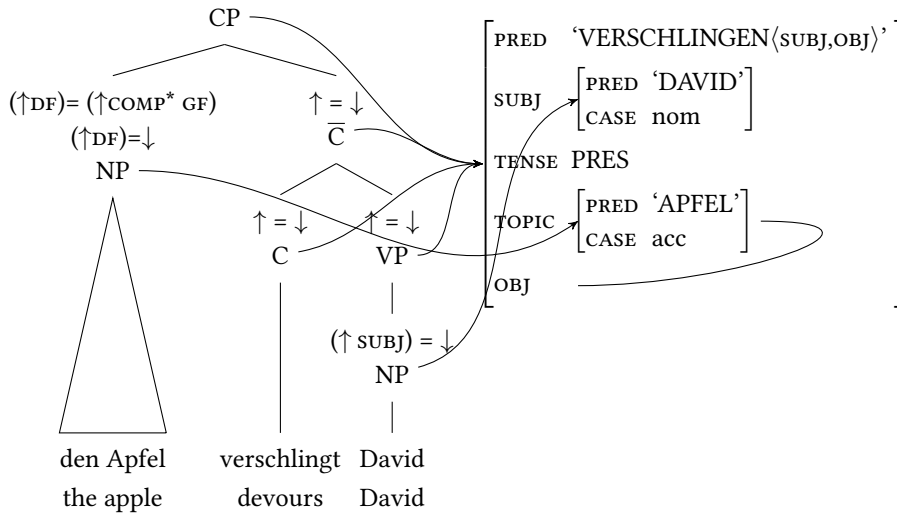 CP
PRED ‘VERSCHLINGEN⟨SUBJ,OBJ⟩’
(↑DF)= (↑COMP* GF)
(↑DF)=↓
NP
↑ = ↓
C̅
SUBJ
PRED ‘DAVID’
CASE nom
TENSE PRES
↑ = ↓
C
↑ = ↓
VP
TOPIC
PRED ‘APFEL’
CASE acc
OBJ
(↑ SUBJ) = ↓
NP
den Apfel verschlingt David
the apple devours David